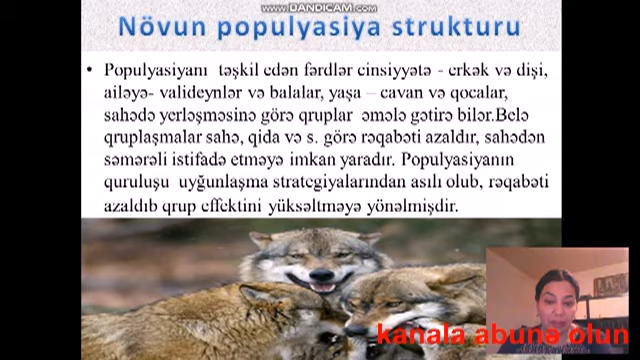 WWW.BANDICAM.COM
Növun populyasiya strukturu
• Populyasiyanı təşkil edən fərdlər cinsiyyətə - erkək və dişi,
ailəyə- valideynlər və balalar, yaşa – cavan və qocalar,
sahədə yerləşməsinə görə qruplar əmələ gətirə bilər.Belə
qruplaşmalar sahə, qida və s. görə rəqabəti azaldır, sahədən
səmərəli istifadə etməyə imkan yaradır. Populyasiyanın
quruluşu uyğunlaşma strategiyalarından asılı olub, rəqabəti
azaldıb qrup effektini yüksəltməyə yönəlmişdir.
kanala abunə olun